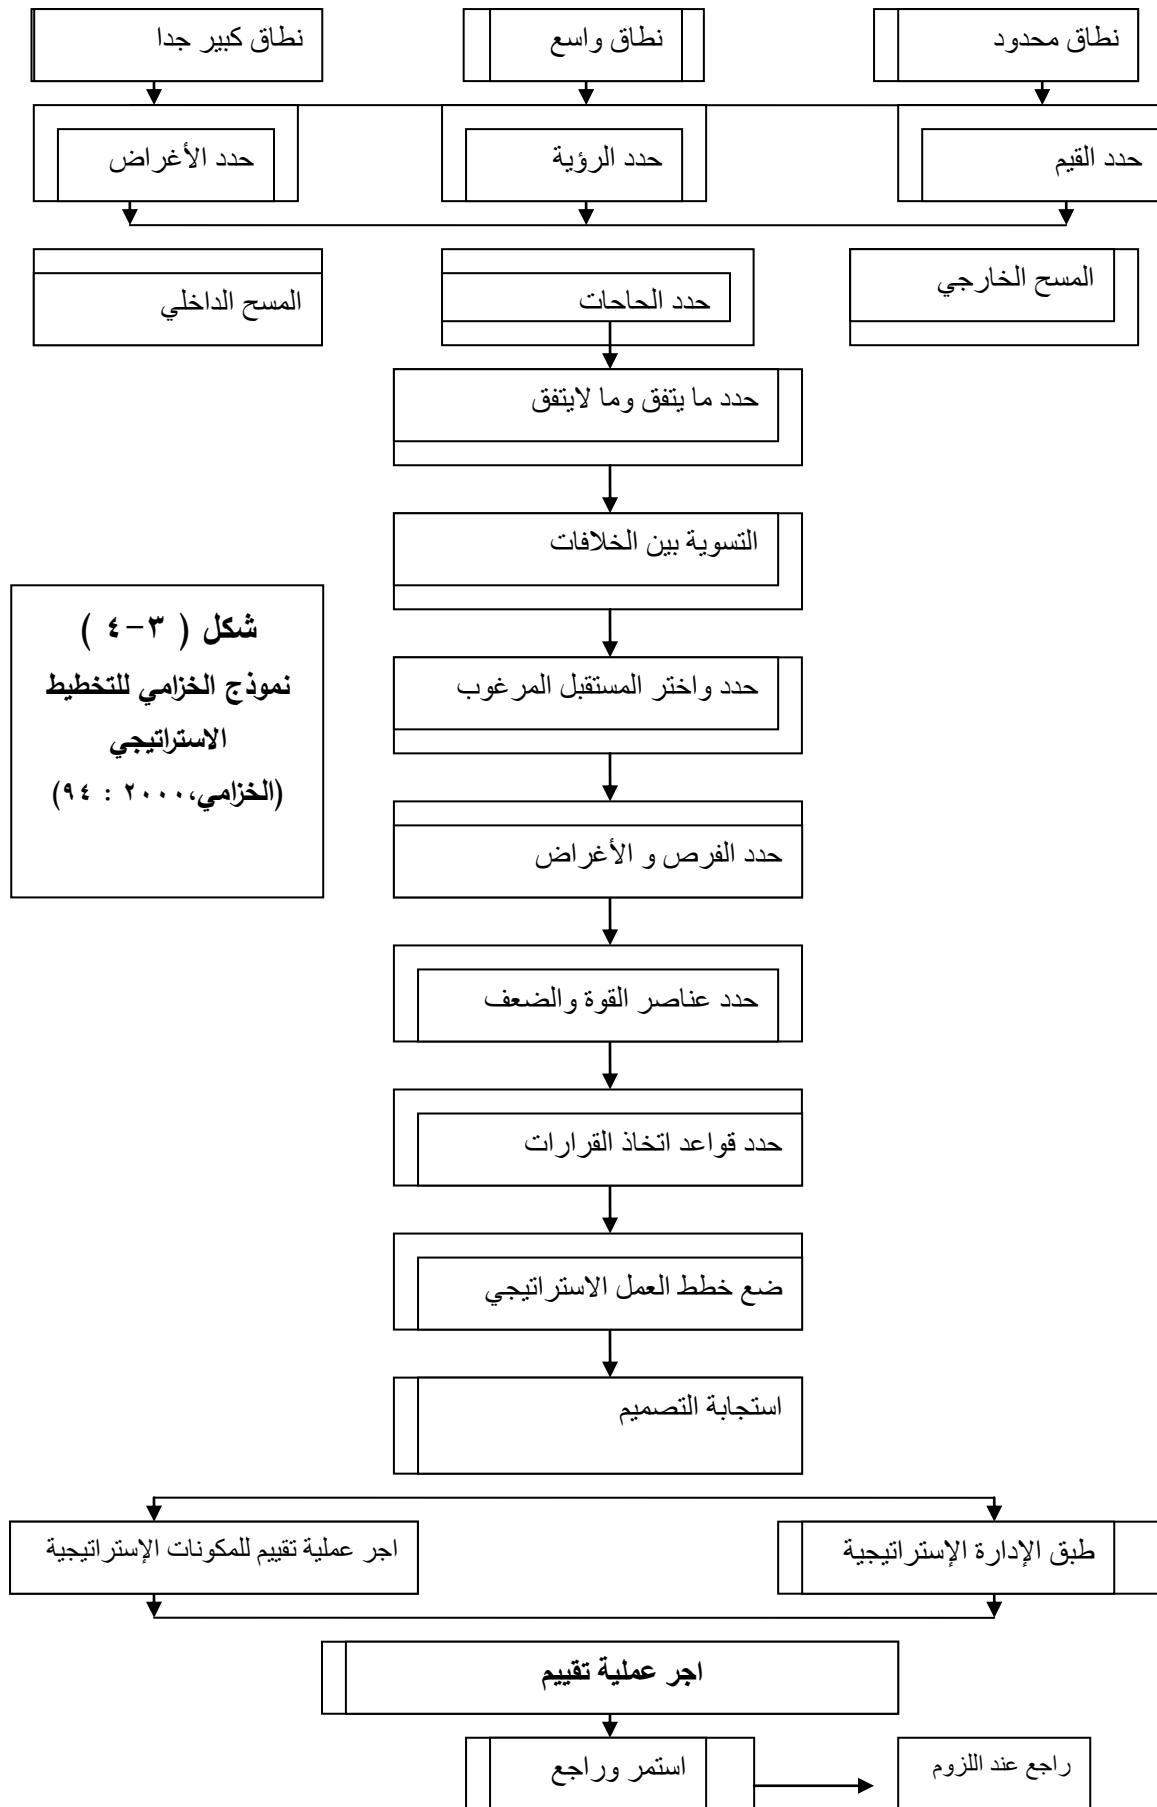 نطاق محدود
نطاق واسع
نطاق كبير جدا
حدد القيم
حدد الرؤية
حدد الأغراض
المسح الخارجي
حدد الحاجات
المسح الداخلي
حدد ما يتفق وما لايتفق
التسوية بين الخلافات
حدد واختر المستقبل المرغوب
حدد الفرص و الأغراض
حدد عناصر القوة والضعف
حدد قواعد اتخاذ القرارات
ضع خطط العمل الاستراتيجي
استجابة التصميم
طبق الإدارة الإستراتيجية
اجر عملية تقييم للمكونات الإستراتيجية
اجر عملية تقييم
استمر وراجع
راجع عند اللزوم
شكل ( ٣-٤ )
نموذج الخزامي للتخطيط
الاستراتيجي
(الخزامي،٢٠٠٠ : ٩٤)